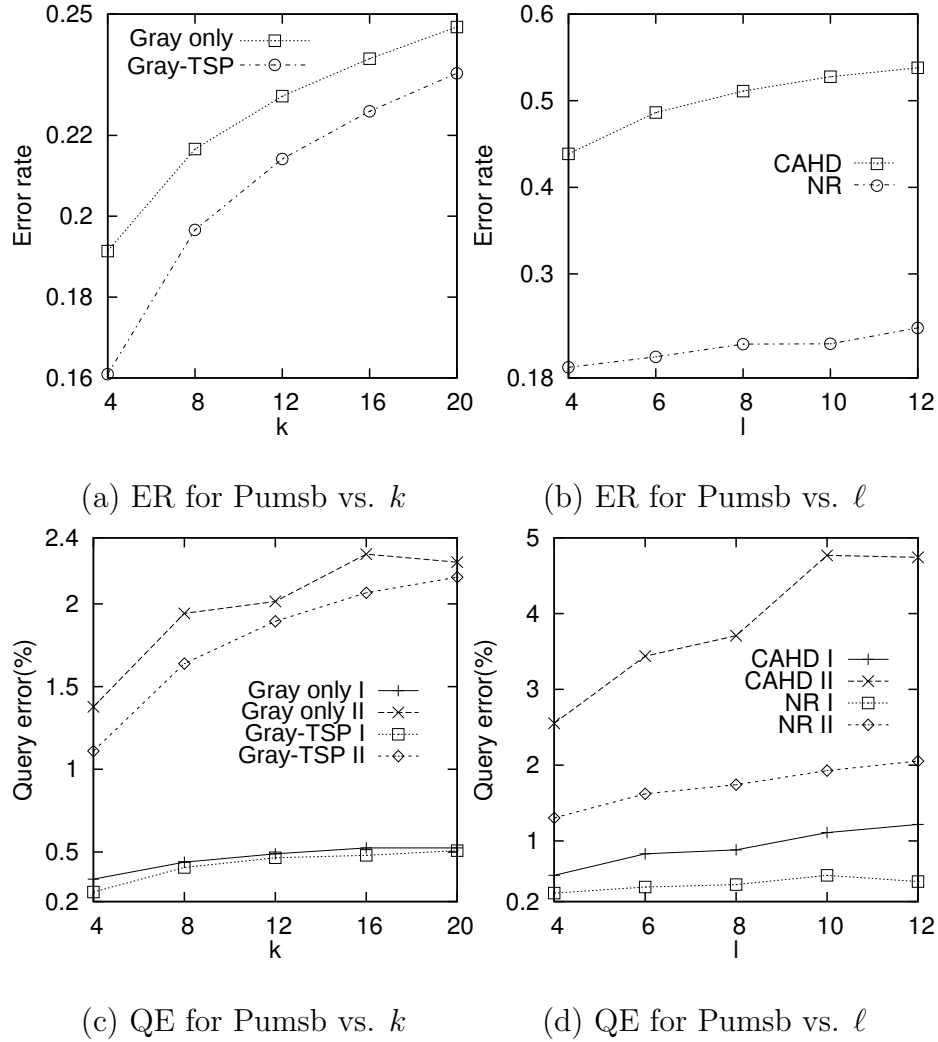 0.25
0.22
0.2
0.18
0.16
Error rate
Gray only
Gray-TSP
4 8 12 16 20
k
(a) ER for Pumsb vs. k
0.6
0.5
0.4
0.3
0.18
Error rate
CAHD
NR
4 6 8 10 12
l
(b) ER for Pumsb vs. ℓ
2.4
2
1.5
1
0.5
0.2
Query error(%)
Gray only I
Gray only II
Gray-TSP I
Gray-TSP II
4 8 12 16 20
k
(c) QE for Pumsb vs. k
5
4
3
2
1
0.2
Query error(%)
CAHD I
CAHD II
NR I
NR II
4 6 8 10 12
l
(d) QE for Pumsb vs. ℓ